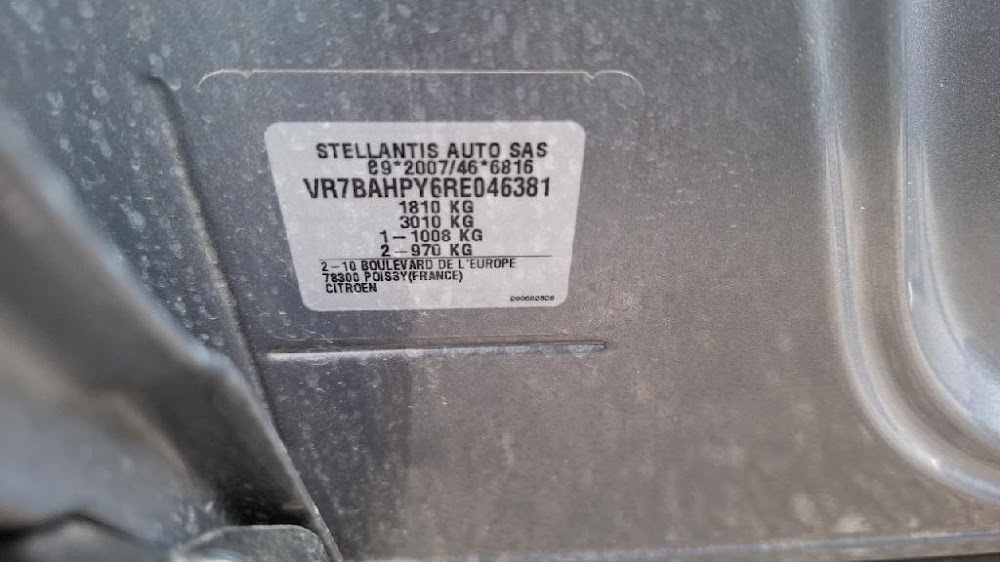 STELLANTIS AUTO SAS
e9*2007/46*6816
VR7BAHPY6RE046381
1810 KG
3010 KG
1-1008 KG
2-970 KG
2-10 BOULEVARD DE L'EUROPE
78300 POISSY(FRANCE)
CITROEN